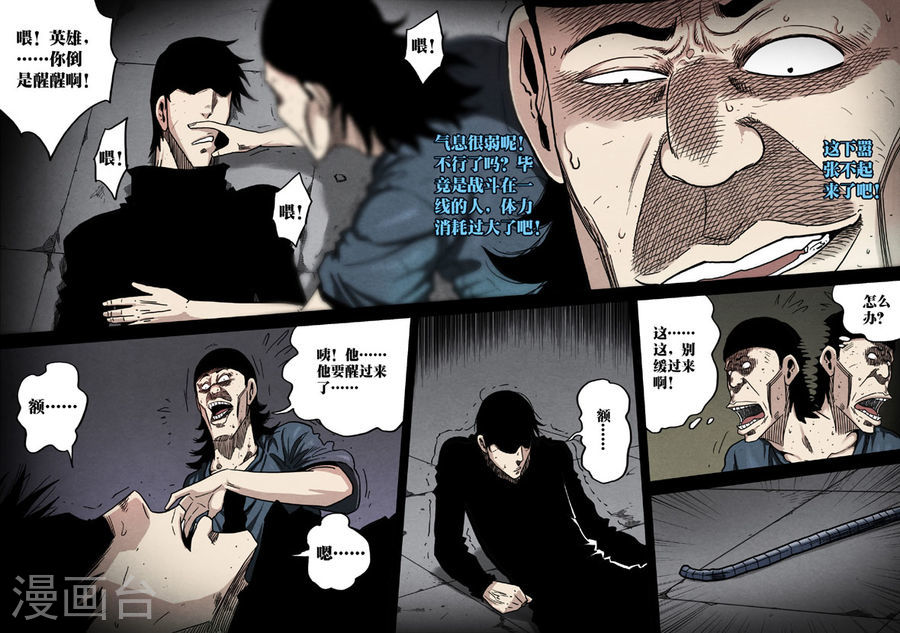 喂！英雄，
……你倒
是醒醒啊！
喂！
喂！
喂！
气息很弱呢！
不行了吗？毕
竟是战斗在一
线的人，体力
消耗过大了吧！
这下嚣
张不起
来了吧！
额……
咦！他……
他要醒过来
了……
嗯……
额
……
这……
这，别
缓过来
啊！
怎么
办？
漫画台